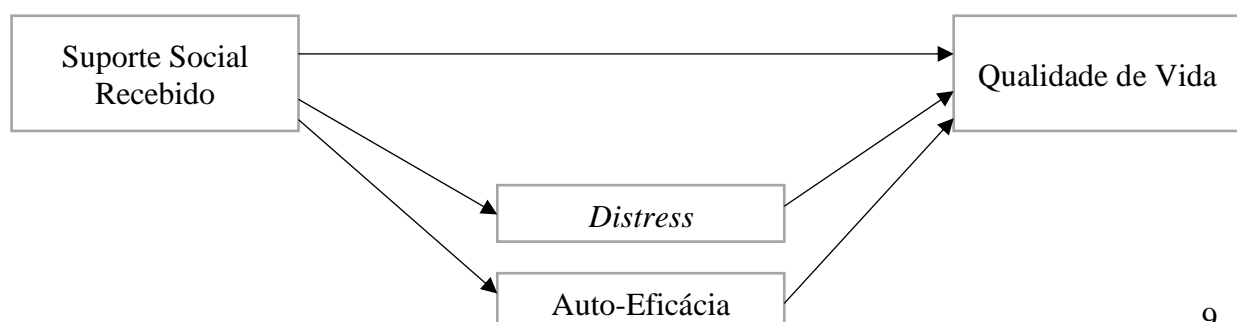 Suporte Social
Recebido
Qualidade de Vida
Distress
Auto-Eficácia
9